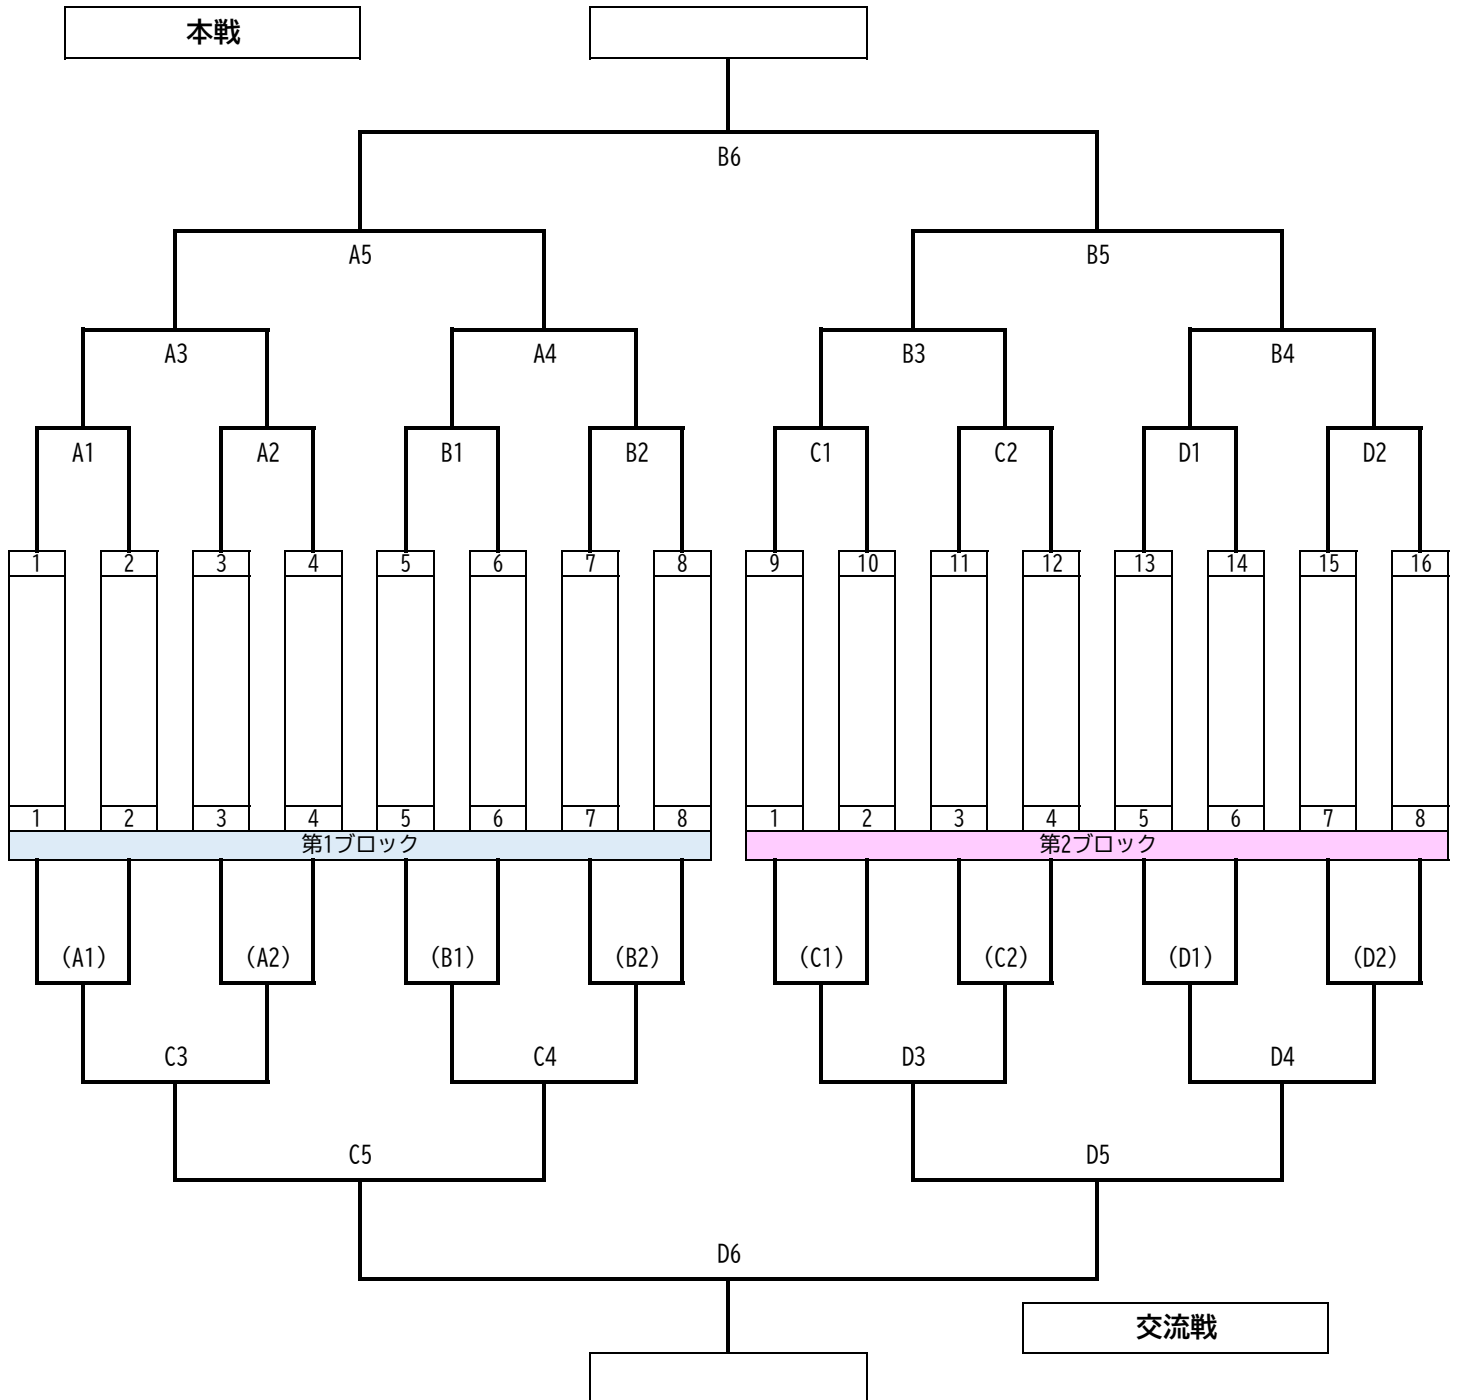 本戦
B6
A5 B5
A3 A4 B3 B4
A1 A2 B1 B2 C1 C2 D1 D2
1 2 3 4 5 6 7 8 9 10 11 12 13 14 15 16
1 2 3 4 5 6 7 8 1 2 3 4 5 6 7 8
第1ブロック 第2ブロック
(A1) (A2) (B1) (B2) (C1) (C2) (D1) (D2)
C3 C4 D3 D4
C5 D5
D6
交流戦